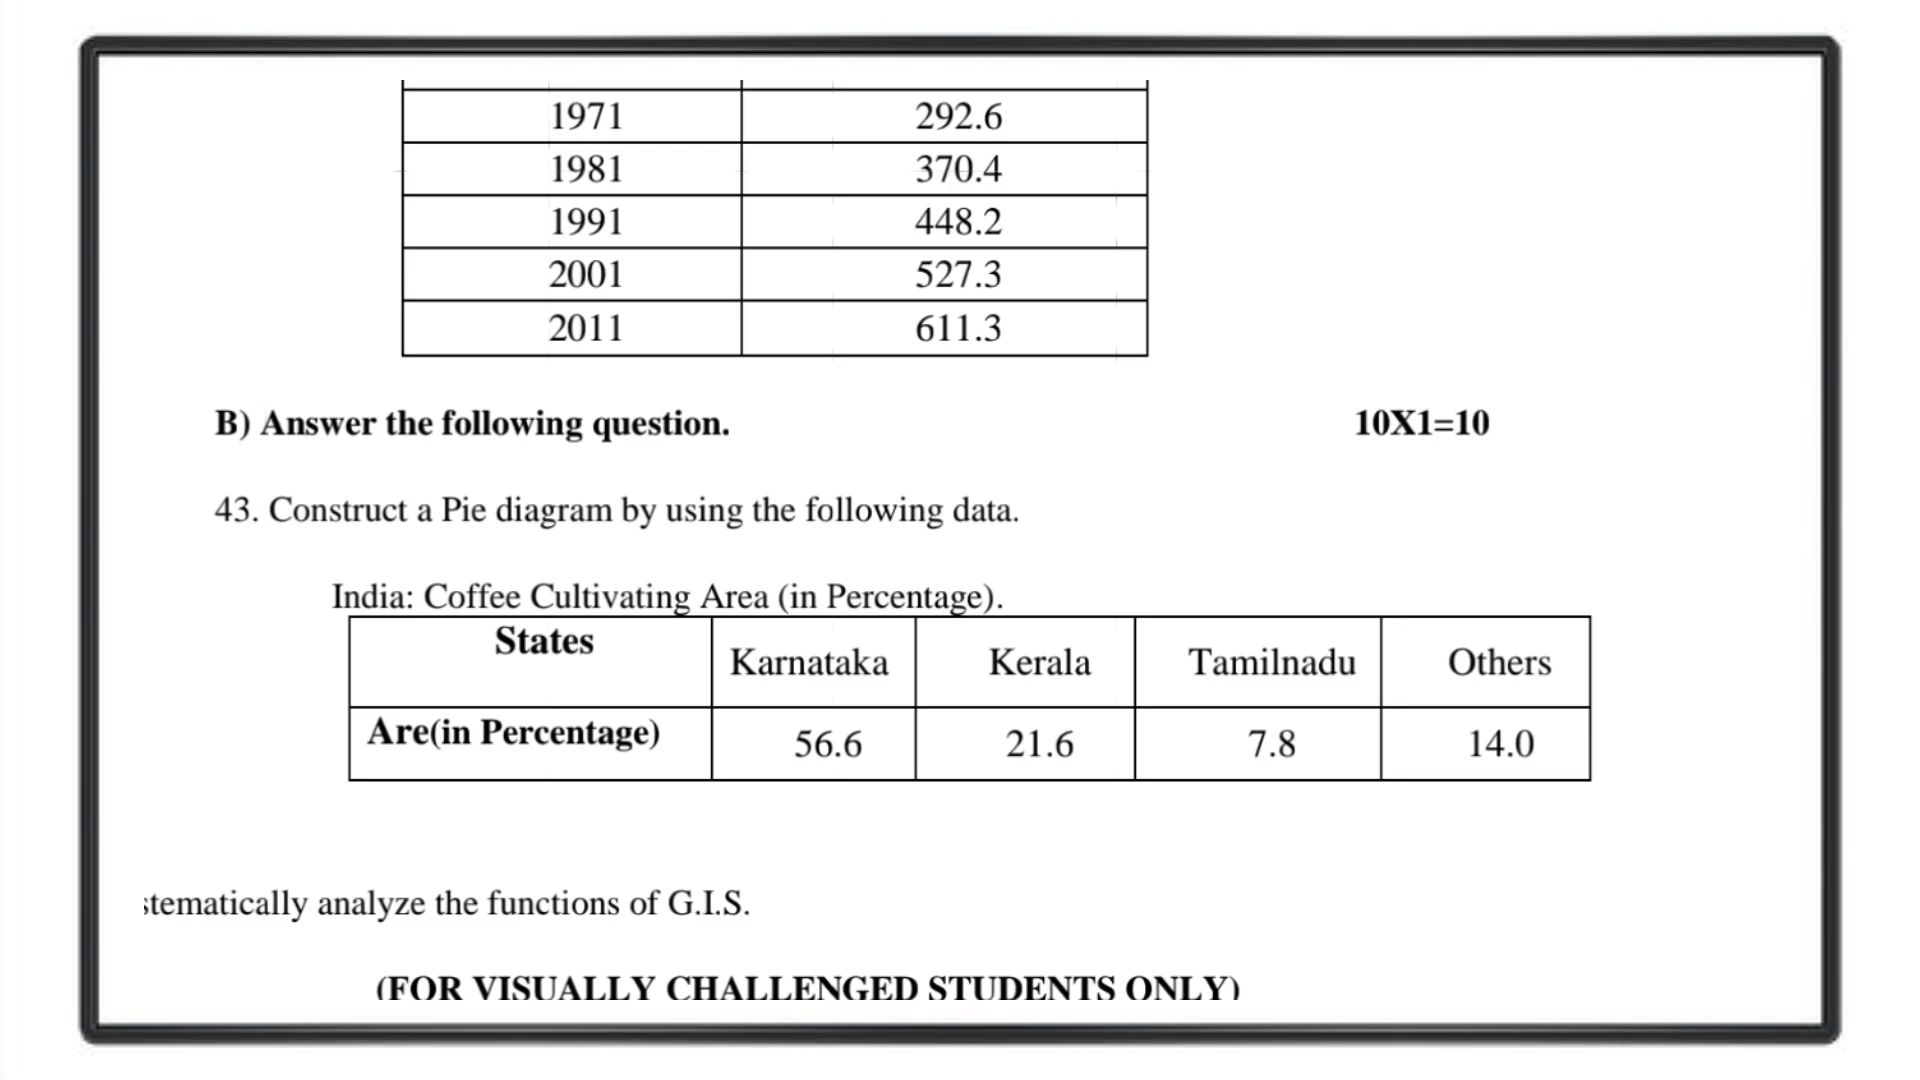 1971 292.6
1981 370.4
1991 448.2
2001 527.3
2011 611.3
B) Answer the following question. 10X1=10
43. Construct a Pie diagram by using the following data.
India: Coffee Cultivating Area (in Percentage).
States Karnataka Kerala Tamilnadu Others
Are(in Percentage) 56.6 21.6 7.8 14.0
stematically analyze the functions of G.I.S.
(FOR VISUALLY CHALLENGED STUDENTS ONLY)